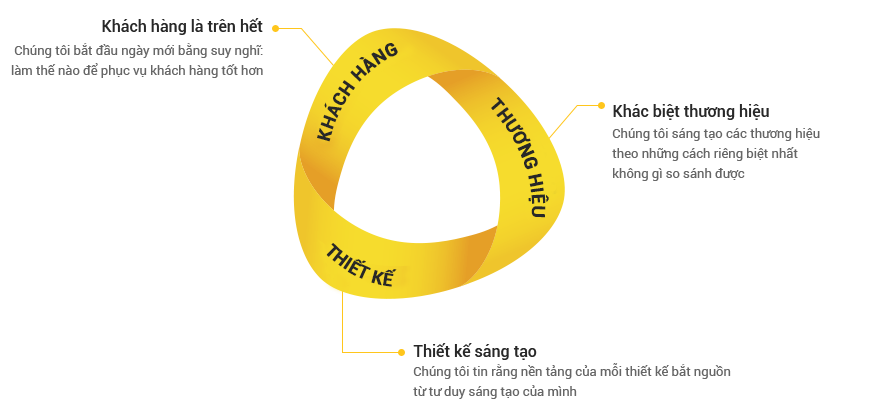 Khách hàng là trên hết
Chúng tôi bắt đầu ngày mới bằng suy nghĩ:
làm thế nào để phục vụ khách hàng tốt hơn
KHÁCH HÀNG
THƯƠNG HIỆU
Khác biệt thương hiệu
Chúng tôi sáng tạo các thương hiệu
theo những cách riêng biệt nhất
không gì so sánh được
THIẾT KẾ
Thiết kế sáng tạo
Chúng tôi tin rằng nền tảng của mỗi thiết kế bắt nguồn
từ tư duy sáng tạo của mình